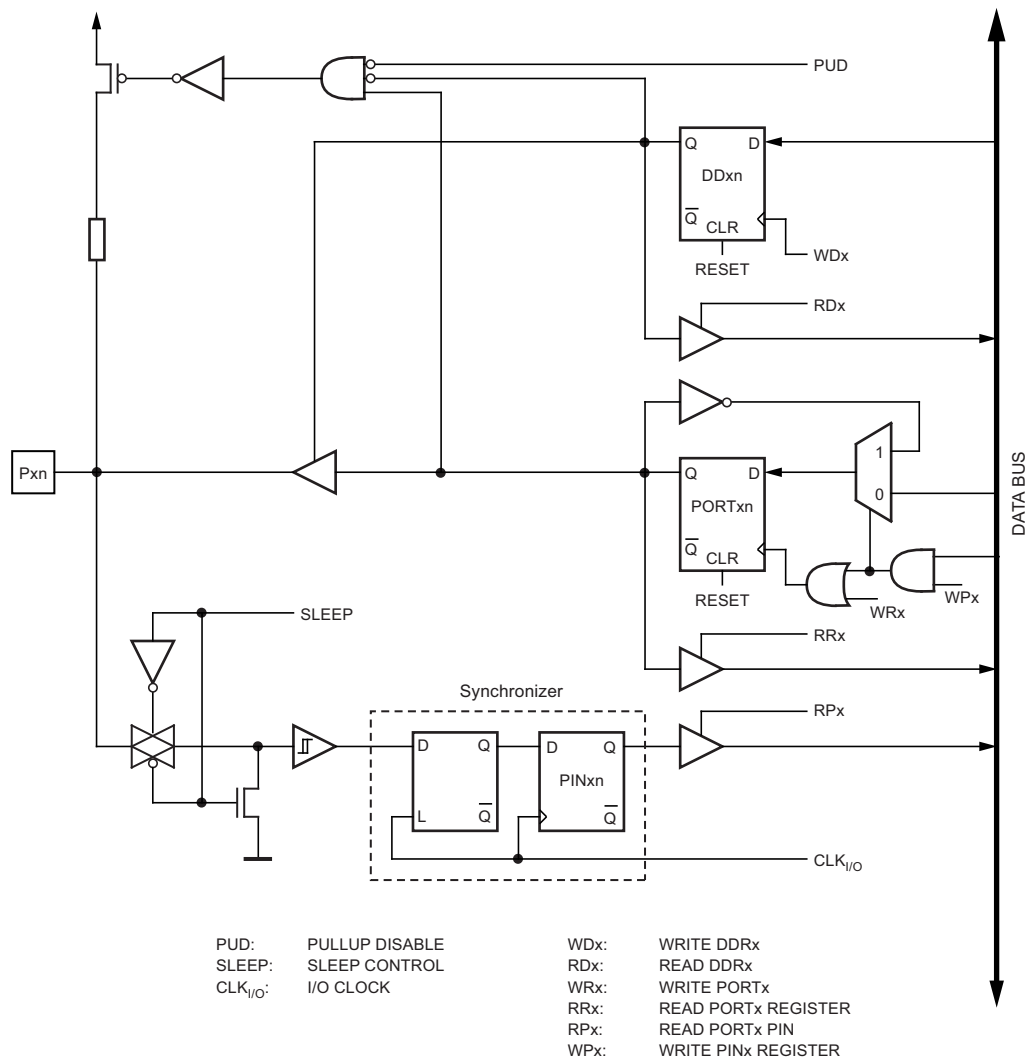 PUD
Q D
DDxn
Q
CLR
RESET
WDx
RDx
1
Pxn
Q D
0
PORTxn
Q
CLR
RESET
WRx
WPx
DATA BUS
SLEEP
RRx
Synchronizer
RPx
D Q
D Q
PINxn
L Q
Q
CLKI/O
PUD: PULLUP DISABLE
SLEEP: SLEEP CONTROL
CLKI/O: I/O CLOCK
WDx: WRITE DDRx
RDx: READ DDRx
WRx: WRITE PORTx
RRx: READ PORTx REGISTER
RPx: READ PORTx PIN
WPx: WRITE PINx REGISTER